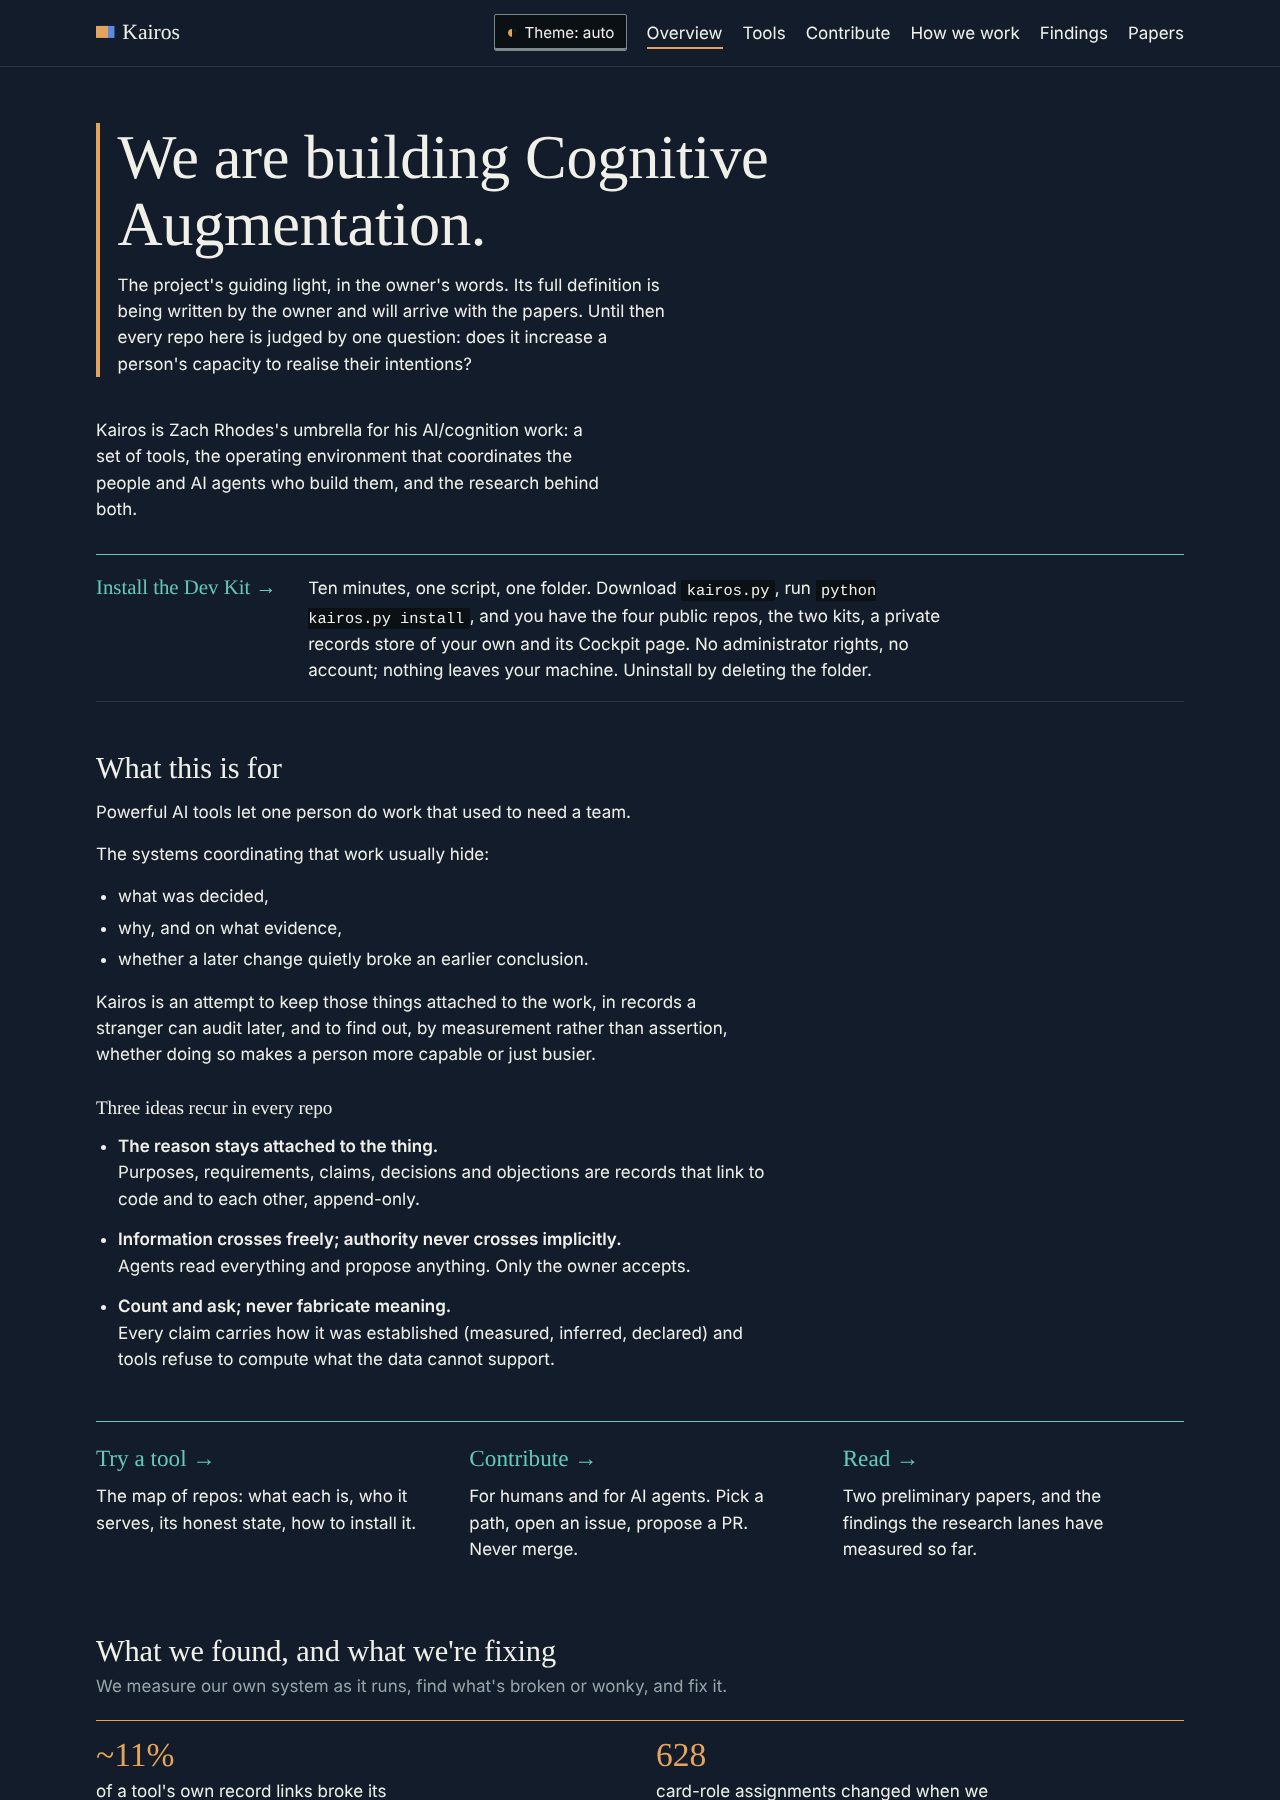 Kairos
Theme: auto
Overview
Tools
Contribute
How we work
Findings
Papers
We are building Cognitive
Augmentation.
The project's guiding light, in the owner's words. Its full definition is
being written by the owner and will arrive with the papers. Until then
every repo here is judged by one question: does it increase a
person's capacity to realise their intentions?
Kairos is Zach Rhodes's umbrella for his AI/cognition work: a
set of tools, the operating environment that coordinates the
people and AI agents who build them, and the research behind
both.
Install the Dev Kit →
Ten minutes, one script, one folder. Download kairos.py, run python
kairos.py install, and you have the four public repos, the two kits, a private
records store of your own and its Cockpit page. No administrator rights, no
account; nothing leaves your machine. Uninstall by deleting the folder.
What this is for
Powerful AI tools let one person do work that used to need a team.
The systems coordinating that work usually hide:
• what was decided,
• why, and on what evidence,
• whether a later change quietly broke an earlier conclusion.
Kairos is an attempt to keep those things attached to the work, in records a
stranger can audit later, and to find out, by measurement rather than assertion,
whether doing so makes a person more capable or just busier.
Three ideas recur in every repo
• The reason stays attached to the thing.
Purposes, requirements, claims, decisions and objections are records that link to
code and to each other, append-only.
• Information crosses freely; authority never crosses implicitly.
Agents read everything and propose anything. Only the owner accepts.
• Count and ask; never fabricate meaning.
Every claim carries how it was established (measured, inferred, declared) and
tools refuse to compute what the data cannot support.
Try a tool →
The map of repos: what each is, who it
serves, its honest state, how to install it.
Contribute →
For humans and for AI agents. Pick a
path, open an issue, propose a PR.
Never merge.
Read →
Two preliminary papers, and the
findings the research lanes have
measured so far.
What we found, and what we're fixing
We measure our own system as it runs, find what's broken or wonky, and fix it.
~11%
of a tool's own record links broke its
628
card-role assignments changed when we